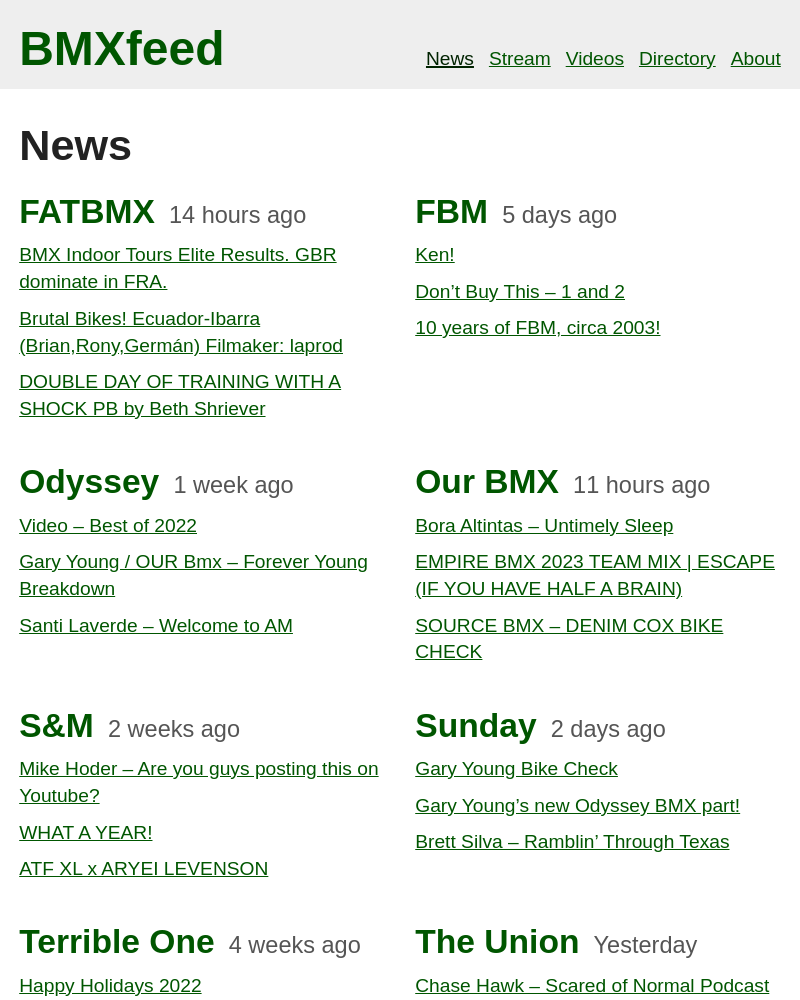 BMXfeed
News Stream Videos Directory About
News
FATBMX 14 hours ago
BMX Indoor Tours Elite Results. GBR
dominate in FRA.
Brutal Bikes! Ecuador-Ibarra
(Brian,Rony,Germán) Filmaker: laprod
DOUBLE DAY OF TRAINING WITH A
SHOCK PB by Beth Shriever
FBM 5 days ago
Ken!
Don’t Buy This – 1 and 2
10 years of FBM, circa 2003!
Odyssey 1 week ago
Video – Best of 2022
Gary Young / OUR Bmx – Forever Young
Breakdown
Santi Laverde – Welcome to AM
Our BMX 11 hours ago
Bora Altintas – Untimely Sleep
EMPIRE BMX 2023 TEAM MIX | ESCAPE
(IF YOU HAVE HALF A BRAIN)
SOURCE BMX – DENIM COX BIKE
CHECK
S&M 2 weeks ago
Mike Hoder – Are you guys posting this on
Youtube?
WHAT A YEAR!
ATF XL x ARYEI LEVENSON
Sunday 2 days ago
Gary Young Bike Check
Gary Young’s new Odyssey BMX part!
Brett Silva – Ramblin’ Through Texas
Terrible One 4 weeks ago
Happy Holidays 2022
The Union Yesterday
Chase Hawk – Scared of Normal Podcast